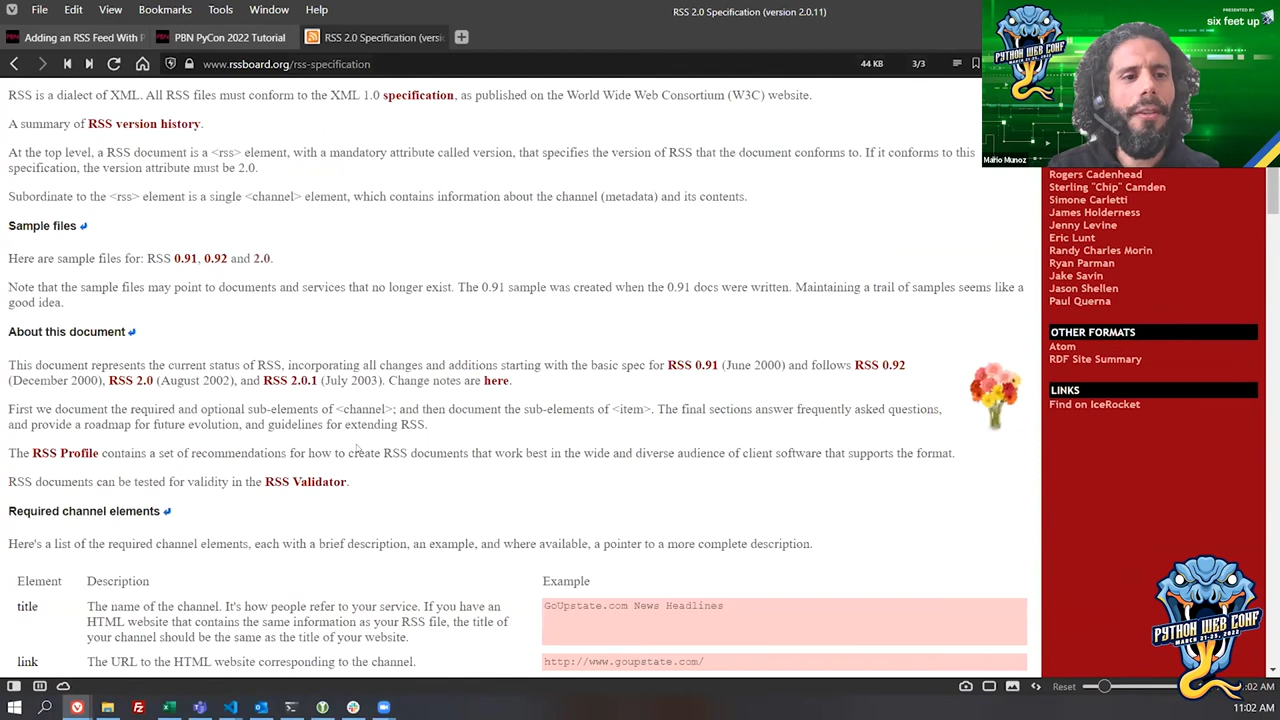 File
View
Bookmarks
Tools
Window
Help
RSS 2.0 Specification (version 2.0.11)
Adding an RSS Feed With P
PBN PyCon 2022 Tutorial
RSS 2.0 Specification (versi
www.rssboard.org/rss-specification
44 KB
3/3
PRESENTED BY
six feet up
PYTHON WEB CONF
MARCH 21-25, 2022
Mario Munoz
RSS is a dialect of XML. All RSS files must conform to the XML 1.0 specification, as published on the World Wide Web Consortium (W3C) website.
A summary of RSS version history.
At the top level, a RSS document is a <rss> element, with a mandatory attribute called version, that specifies the version of RSS that the document conforms to. If it conforms to this
specification, the version attribute must be 2.0.
Subordinate to the <rss> element is a single <channel> element, which contains information about the channel (metadata) and its contents.
Sample files
Here are sample files for: RSS 0.91, 0.92 and 2.0.
Note that the sample files may point to documents and services that no longer exist. The 0.91 sample was created when the 0.91 docs were written. Maintaining a trail of samples seems like a
good idea.
About this document
This document represents the current status of RSS, incorporating all changes and additions starting with the basic spec for RSS 0.91 (June 2000) and follows RSS 0.92
(December 2000), RSS 2.0 (August 2002), and RSS 2.0.1 (July 2003). Change notes are here.
First we document the required and optional sub-elements of <channel>; and then document the sub-elements of <item>. The final sections answer frequently asked questions,
and provide a roadmap for future evolution, and guidelines for extending RSS.
The RSS Profile contains a set of recommendations for how to create RSS documents that work best in the wide and diverse audience of client software that supports the format.
RSS documents can be tested for validity in the RSS Validator.
Required channel elements
Here's a list of the required channel elements, each with a brief description, an example, and where available, a pointer to a more complete description.
Element Description Example
title The name of the channel. It's how people refer to your service. If you have an
HTML website that contains the same information as your RSS file, the title of
your channel should be the same as the title of your website.
GoUpstate.com News Headlines
link The URL to the HTML website corresponding to the channel.
http://www.goupstate.com/
Rogers Cadenhead
Sterling "Chip" Camden
Simone Carletti
James Holderness
Jenny Levine
Eric Lunt
Randy Charles Morin
Ryan Parman
Jake Savin
Jason Shellen
Paul Querna
OTHER FORMATS
Atom
RDF Site Summary
LINKS
Find on IceRocket
PYTHON WEB CONF
MARCH 21-25, 2022
Reset
:02 AM
11:02 AM